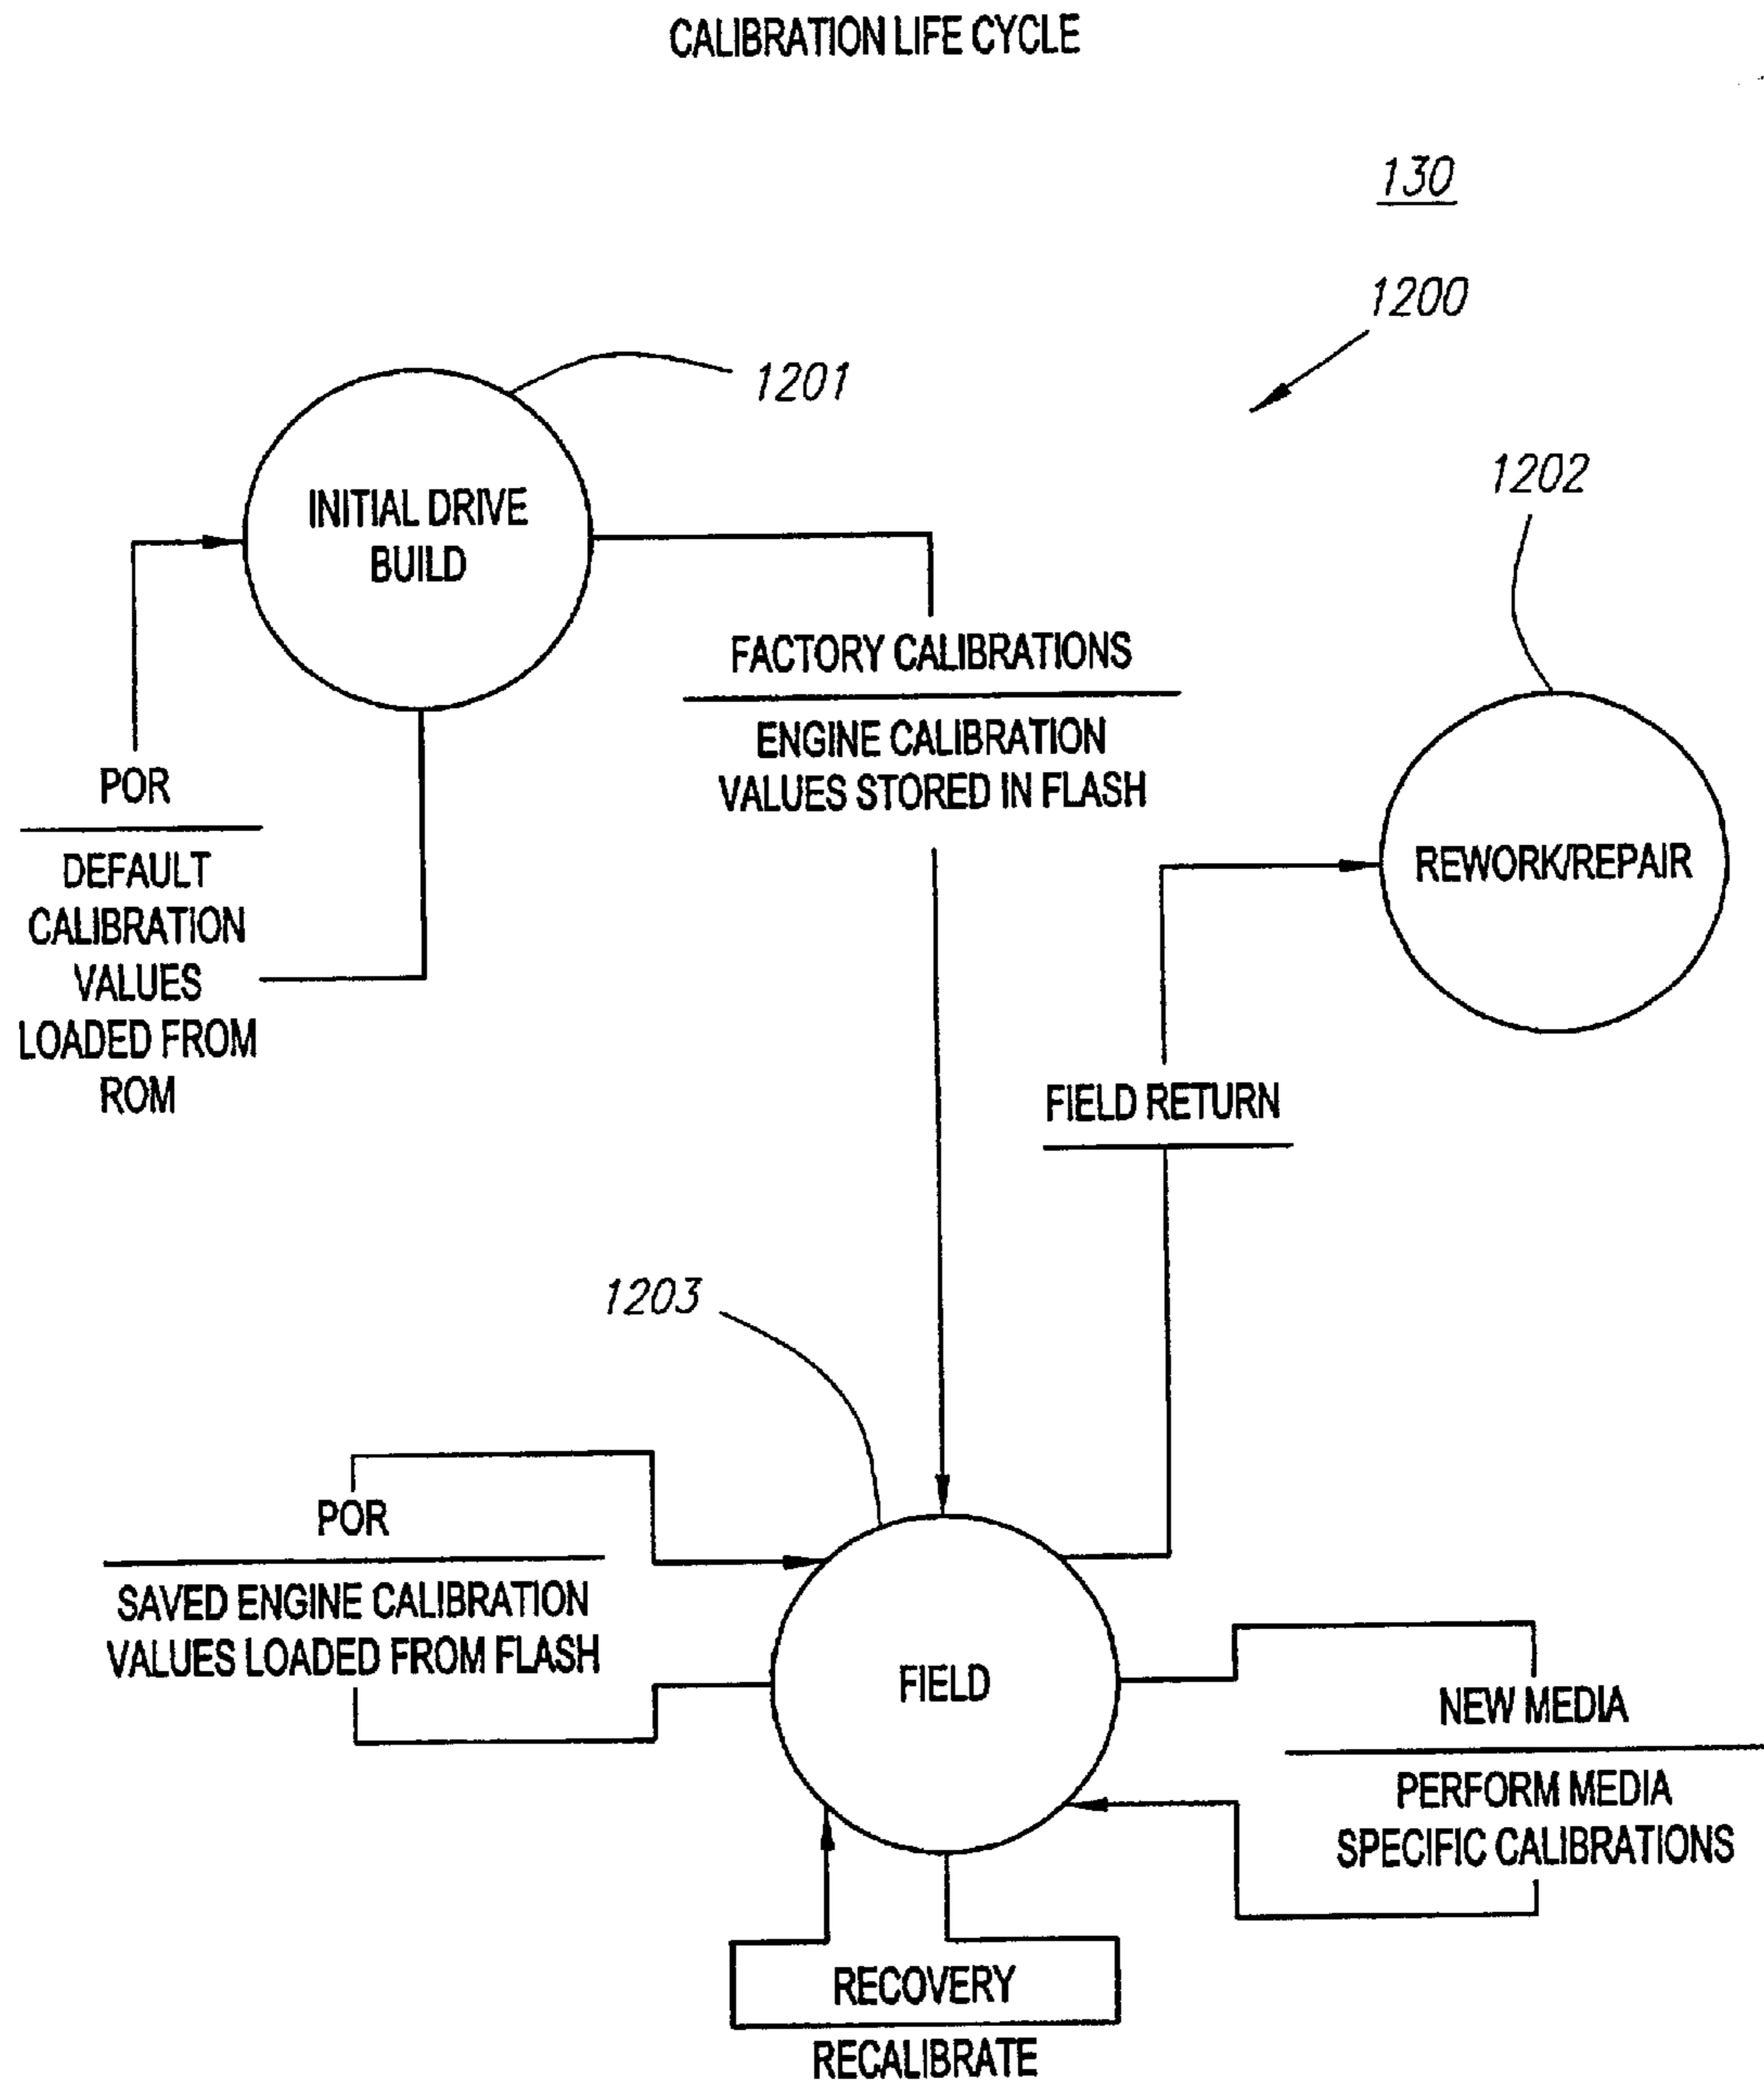 CALIBRATION LIFE CYCLE
130
1200
1201
INITIAL DRIVE
BUILD
1202
FACTORY CALIBRATIONS
ENGINE CALIBRATION
VALUES STORED IN FLASH
POR
DEFAULT
CALIBRATION
VALUES
LOADED FROM
ROM
REWORK/REPAIR
FIELD RETURN
1203
POR
SAVED ENGINE CALIBRATION
VALUES LOADED FROM FLASH
FIELD
NEW MEDIA
PERFORM MEDIA
SPECIFIC CALIBRATIONS
RECOVERY
RECALIBRATE